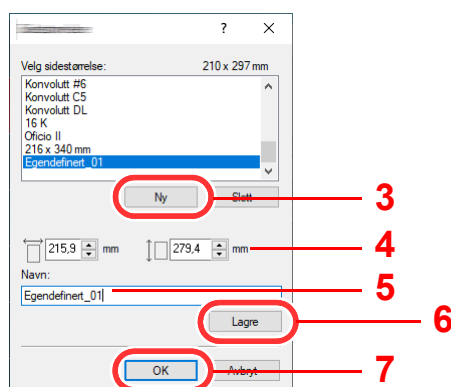 ? ×
Velg sidestørrelse: 210 x 297 mm
Konvolutt #6
Konvolutt C5
Konvolutt DL
16 K
Oficio II
216 x 340 mm
Egendefinert_01
Ny Slett 3
215,9 mm 279,4 mm 4
Navn:
Egendefinert_01 5
Lagre 6
OK Avbryt 7